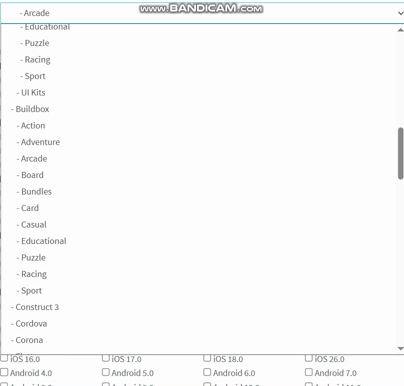 - Arcade
www.BANDICAM.com
- Educational
- Puzzle
- Racing
- Sport
- UI Kits
- Buildbox
- Action
- Adventure
- Arcade
- Board
- Bundles
- Card
- Casual
- Educational
- Puzzle
- Racing
- Sport
- Construct 3
- Cordova
- Corona
iOS 16.0 iOS 17.0 iOS 18.0 iOS 26.0
Android 4.0 Android 5.0 Android 6.0 Android 7.0